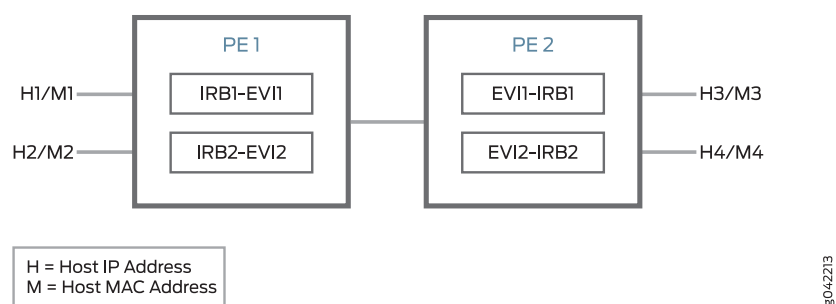 PE 1
PE 2
H1/M1
IRB1-EVI1
EVI1-IRB1
H3/M3
H2/M2
IRB2-EVI2
EVI2-IRB2
H4/M4
H = Host IP Address
M = Host MAC Address
g042213